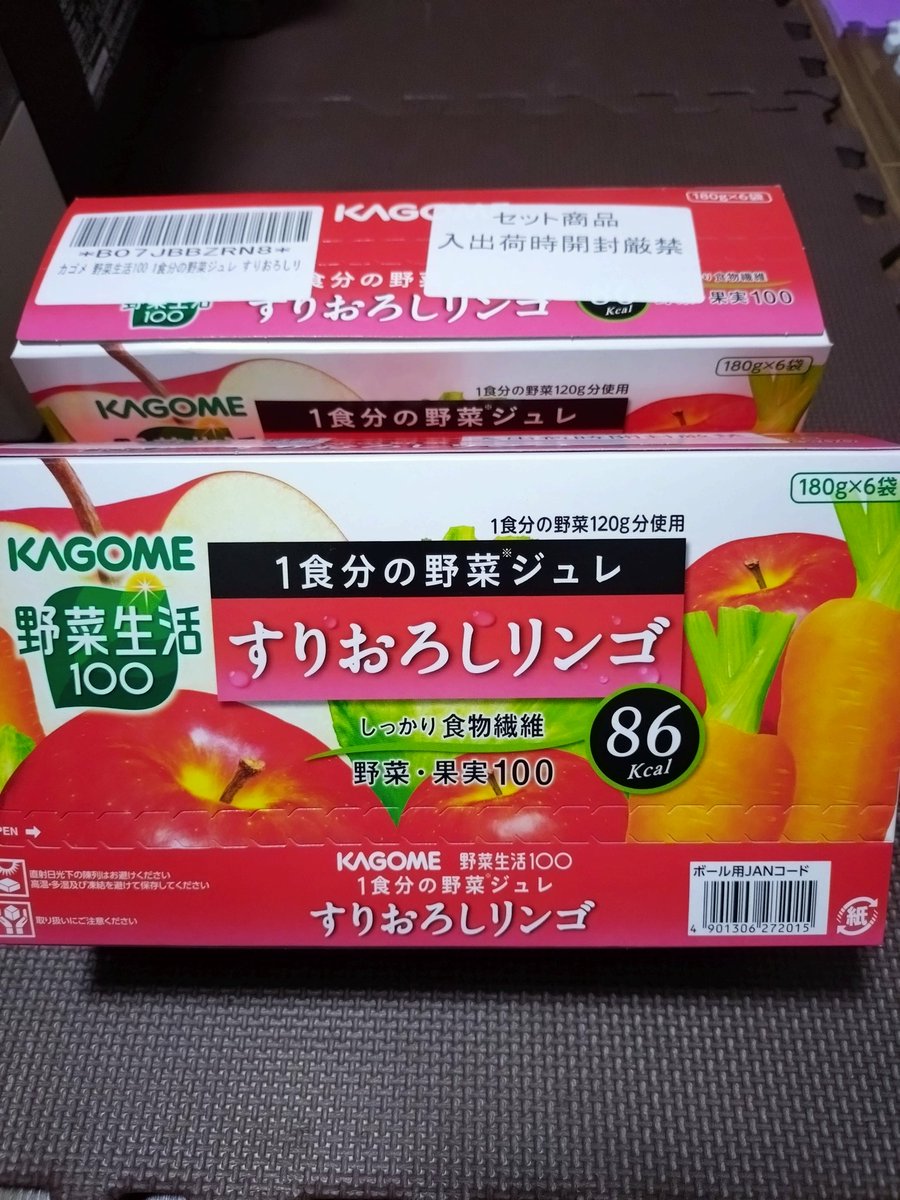 KAGOME
180g×6袋
*B07JBBZRN8*
カゴメ 野菜生活100 1食分の野菜ジュレ すりおろしリ
セット商品
入出荷時開封厳禁
食分の野
り食物繊維
果実100
100
すりおろしリンゴ
Kcal
180g×6袋
1食分の野菜120g分使用
KAGOME
1食分の野菜※ジュレ
180g×6袋
1食分の野菜120g分使用
KAGOME
1食分の野菜※ジュレ
野菜生活
100
すりおろしリンゴ
しっかり食物繊維
野菜・果実100
86
Kcal
PEN
KAGOME 野菜生活100
1食分の野菜※ジュレ
すりおろしリンゴ
直射日光下の陳列はお避けください
高温・多湿及び凍結を避けて保存してください
取り扱いにご注意ください
ボール用JANコード
4 901306 272015
紙